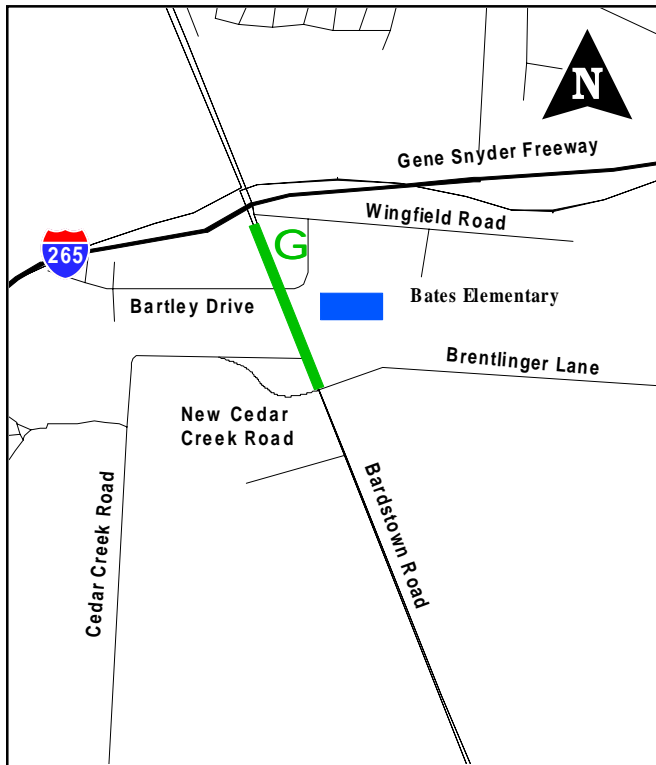 N
Gene Snyder Freeway
Wingfield Road
G
265
Bates Elementary
Bartley Drive
Brentlinger Lane
New Cedar
Creek Road
Bardstown Road
Cedar Creek Road